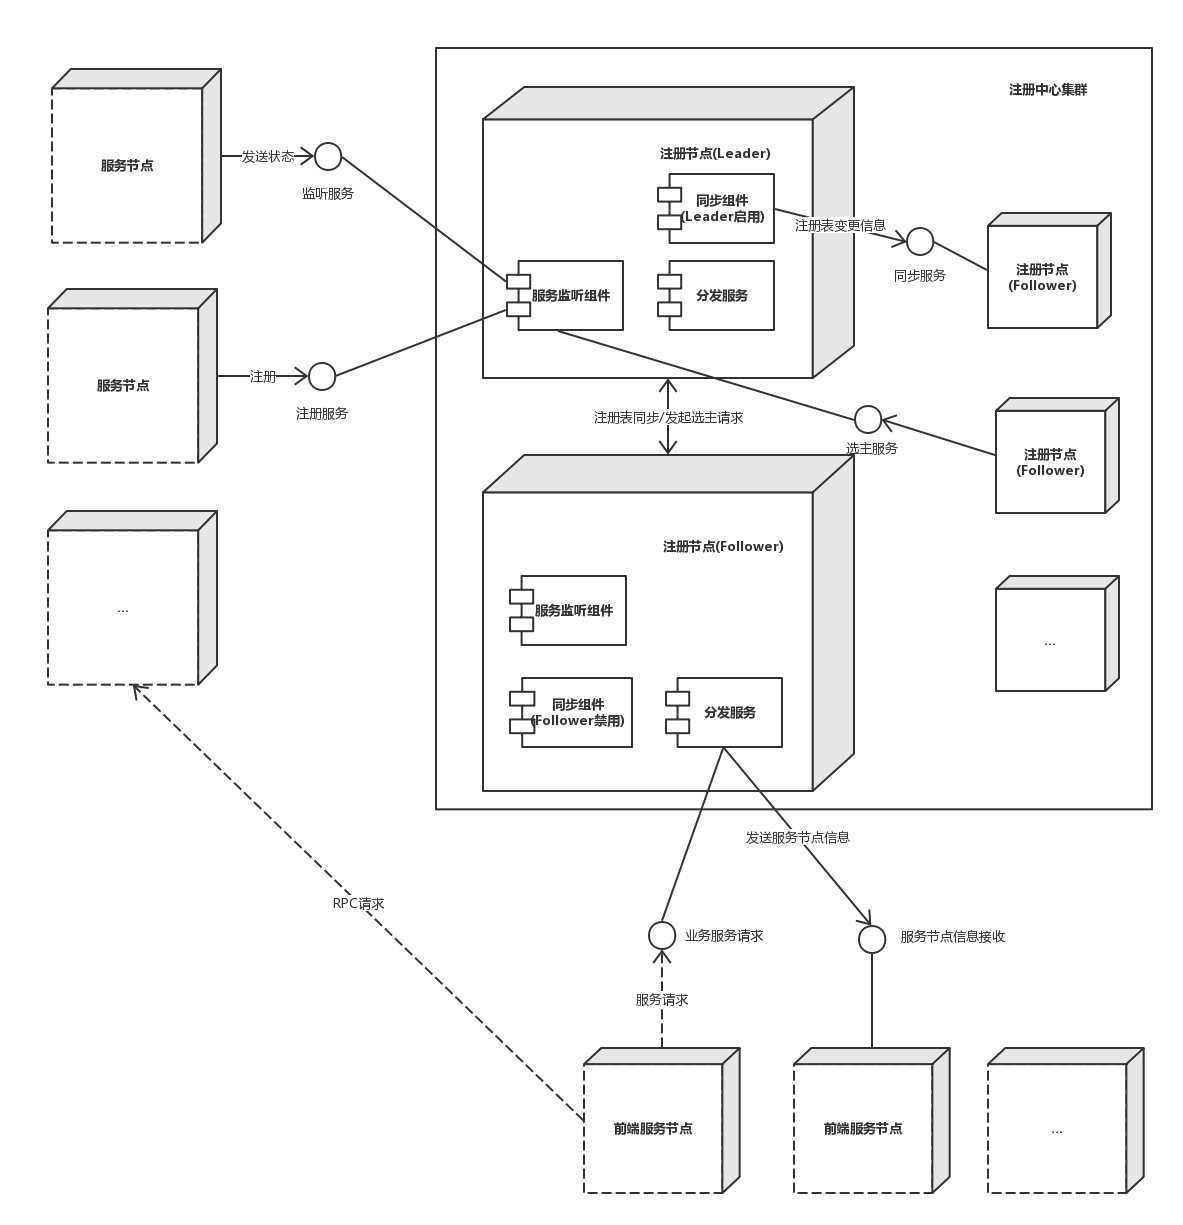 注册中心集群
服务节点
发送状态
监听服务
注册节点(Leader)
同步组件
(Leader启用)
注册表变更信息
同步服务
注册节点
(Follower)
服务监听组件
分发服务
服务节点
注册
注册服务
注册表同步/发起选主请求
选主服务
注册节点
(Follower)
...
注册节点(Follower)
服务监听组件
...
同步组件
(Follower禁用)
分发服务
发送服务节点信息
RPC请求
业务服务请求
服务节点信息接收
服务请求
前端服务节点
前端服务节点
...